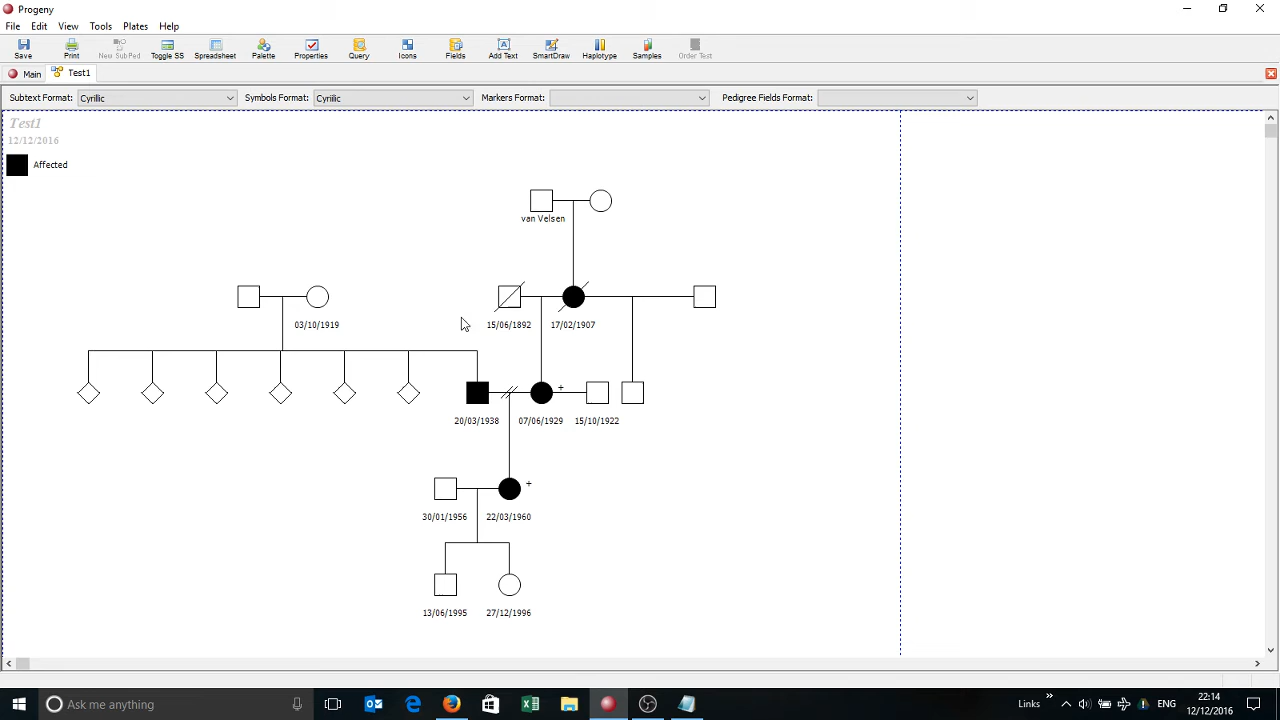 Progeny
File Edit View Tools Plates Help
Save Print New SubPed Toggle SS Spreadsheet Palette Properties Query Icons Fields Add Text SmartDraw Haplotype Samples Order Test
Main Test1
Subtext Format: Cyrillic Symbols Format: Cyrillic Markers Format: Pedigree Fields Format:
Test1
12/12/2016
Affected
van Velsen
03/10/1919 15/06/1892 17/02/1907
+
20/03/1938 07/06/1929 15/10/1922
+
30/01/1956 22/03/1960
13/06/1995 27/12/1996
Ask me anything Links ENG 22:14
12/12/2016